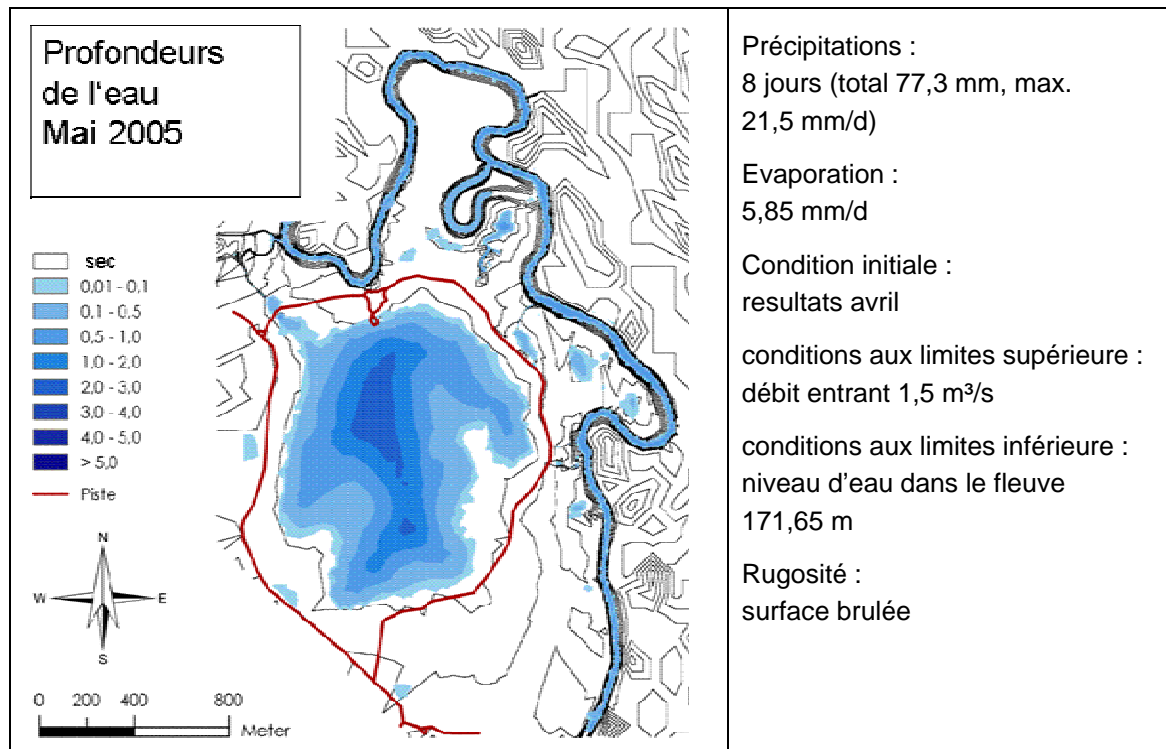 Profondeurs
de l'eau
Mai 2005
sec
0,01 - 0,1
0,1 - 0,5
0,5 - 1,0
1,0 - 2,0
2,0 - 3,0
3,0 - 4,0
4,0 - 5,0
> 5,0
Piste
N
W E
S
0 200 400 800
Meter
Précipitations :
8 jours (total 77,3 mm, max.
21,5 mm/d)
Evaporation :
5,85 mm/d
Condition initiale :
resultats avril
conditions aux limites supérieure :
débit entrant 1,5 m³/s
conditions aux limites inférieure :
niveau d'eau dans le fleuve
171,65 m
Rugosité :
surface brulée